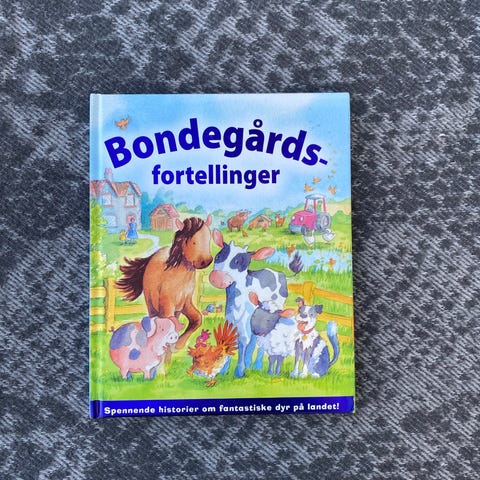 Bondegårds-
fortellinger
Spennende historier om fantastiske dyr på landet!